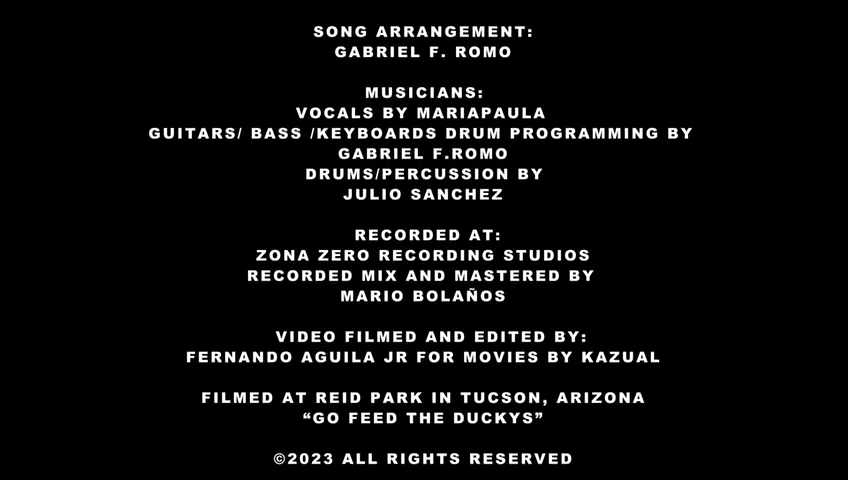 SONG ARRANGEMENT:
GABRIEL F. ROMO
MUSICIANS:
VOCALS BY MARIAPAULA
GUITARS/ BASS /KEYBOARDS DRUM PROGRAMMING BY
GABRIEL F.ROMO
DRUMS/PERCUSSION BY
JULIO SANCHEZ
RECORDED AT:
ZONA ZERO RECORDING STUDIOS
RECORDED MIX AND MASTERED BY
MARIO BOLAÑOS
VIDEO FILMED AND EDITED BY:
FERNANDO AGUILA JR FOR MOVIES BY KAZUAL
FILMED AT REID PARK IN TUCSON, ARIZONA
“GO FEED THE DUCKYS”
©2023 ALL RIGHTS RESERVED